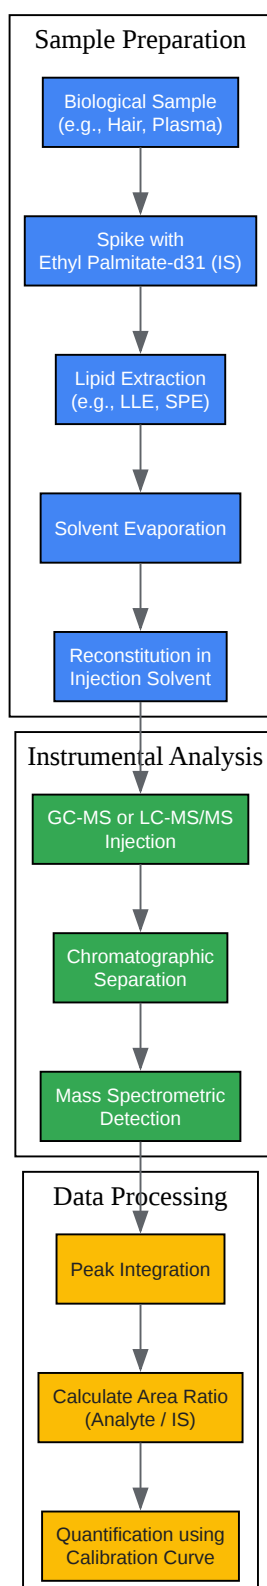 Sample Preparation
Biological Sample
(e.g., Hair, Plasma)
Spike with
Ethyl Palmitate-d31 (IS)
Lipid Extraction
(e.g., LLE, SPE)
Solvent Evaporation
Reconstitution in
Injection Solvent
Instrumental Analysis
GC-MS or LC-MS/MS
Injection
Chromatographic
Separation
Mass Spectrometric
Detection
Data Processing
Peak Integration
Calculate Area Ratio
(Analyte / IS)
Quantification using
Calibration Curve